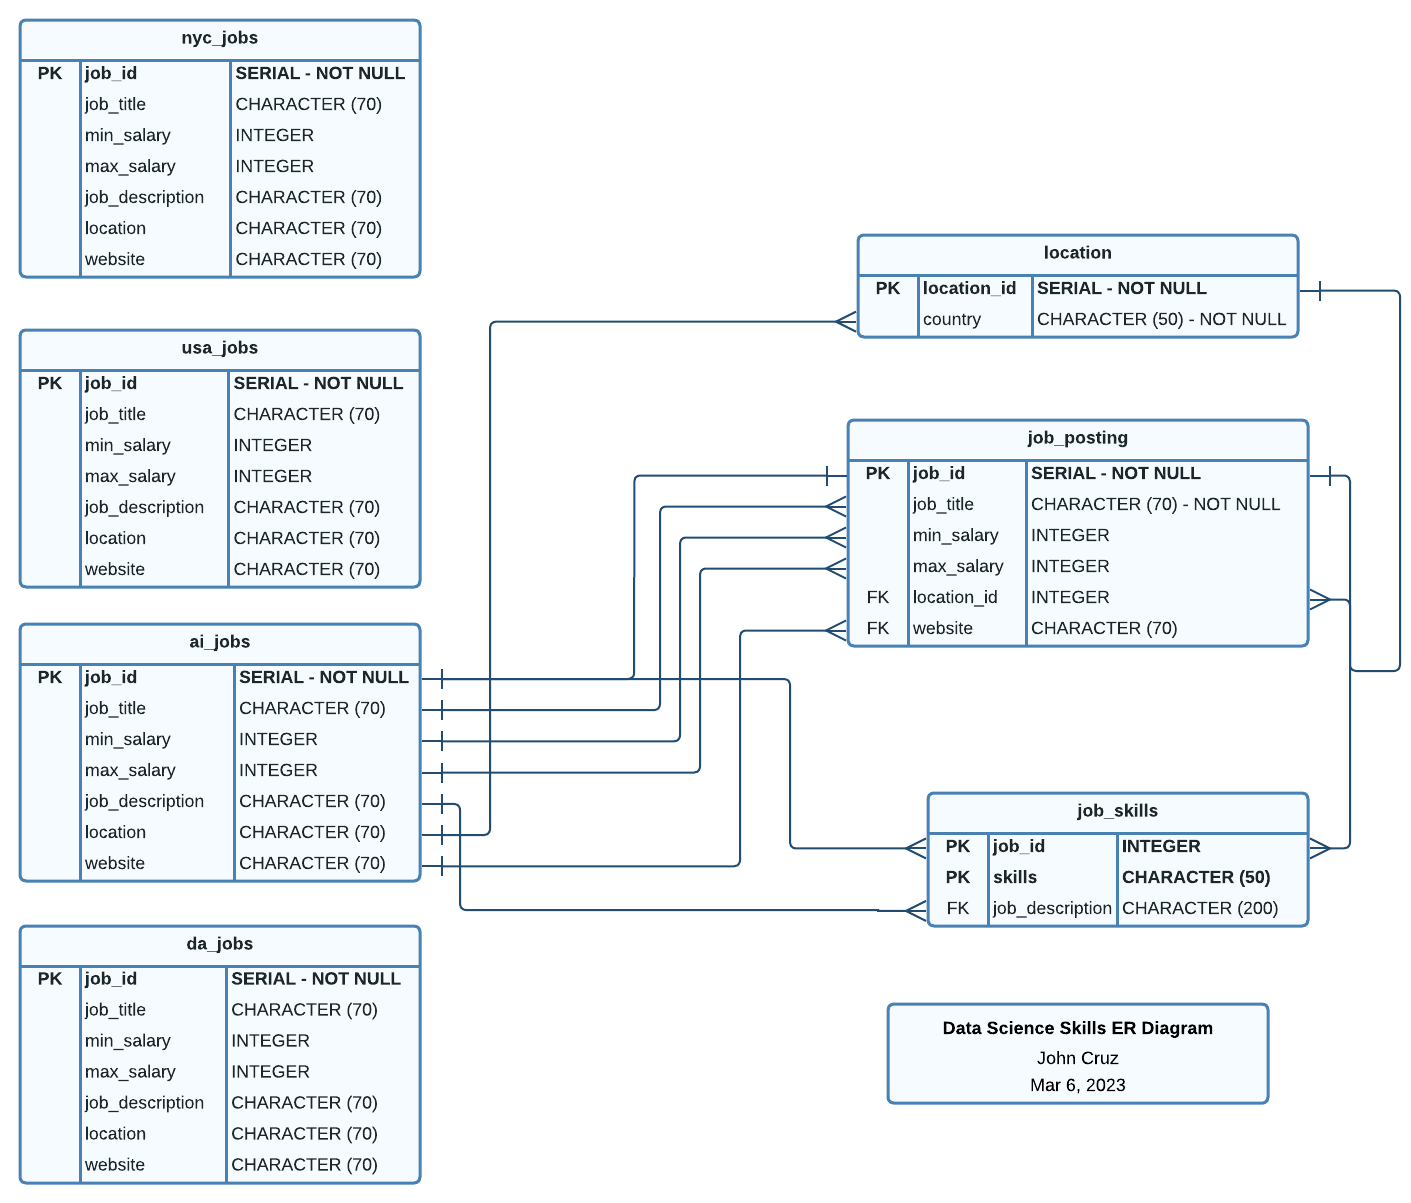 nyc_jobs
PK job_id SERIAL - NOT NULL
job_title CHARACTER (70)
min_salary INTEGER
max_salary INTEGER
job_description CHARACTER (70)
location CHARACTER (70)
website CHARACTER (70)
usa_jobs
PK job_id SERIAL - NOT NULL
job_title CHARACTER (70)
min_salary INTEGER
max_salary INTEGER
job_description CHARACTER (70)
location CHARACTER (70)
website CHARACTER (70)
ai_jobs
PK job_id SERIAL - NOT NULL
job_title CHARACTER (70)
min_salary INTEGER
max_salary INTEGER
job_description CHARACTER (70)
location CHARACTER (70)
website CHARACTER (70)
da_jobs
PK job_id SERIAL - NOT NULL
job_title CHARACTER (70)
min_salary INTEGER
max_salary INTEGER
job_description CHARACTER (70)
location CHARACTER (70)
website CHARACTER (70)
location
PK location_id SERIAL - NOT NULL
country CHARACTER (50) - NOT NULL
job_posting
PK job_id SERIAL - NOT NULL
job_title CHARACTER (70) - NOT NULL
min_salary INTEGER
max_salary INTEGER
FK location_id INTEGER
FK website CHARACTER (70)
job_skills
PK job_id INTEGER
PK skills CHARACTER (50)
FK job_description CHARACTER (200)
Data Science Skills ER Diagram
John Cruz
Mar 6, 2023